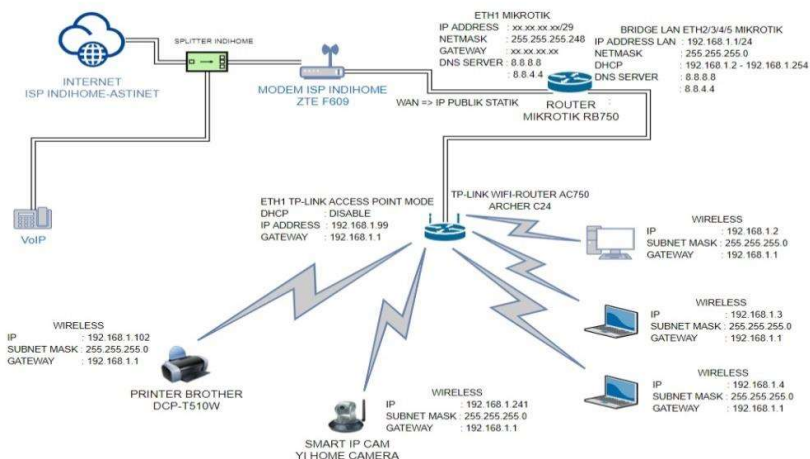 SPLITTER INDIHOME
INTERNET
ISP INDIHOME-ASTINET
MODEM ISP INDIHOME
ZTE F609
ETH1 MIKROTIK
IP ADDRESS : xx.xx.xx.xx/29
NETMASK : 255.255.255.248
GATEWAY : xx.xx.xx.xx
DNS SERVER : 8.8.8.8
: 8.8.4.4
WAN => IP PUBLIK STATIK
ROUTER :
MIKROTIK RB750
BRIDGE LAN ETH2/3/4/5 MIKROTIK
IP ADDRESS LAN : 192.168.1.1/24
NETMASK : 255.255.255.0
DHCP : 192.168.1.2 - 192.168.1.254
DNS SERVER : 8.8.8.8
: 8.8.4.4
VoIP
ETH1 TP-LINK ACCESS POINT MODE
DHCP : DISABLE
IP ADDRESS : 192.168.1.99
GATEWAY : 192.168.1.1
TP-LINK WIFI-ROUTER AC750
ARCHER C24
WIRELESS
IP : 192.168.1.2
SUBNET MASK : 255.255.255.0
GATEWAY : 192.168.1.1
WIRELESS
IP : 192.168.1.3
SUBNET MASK : 255.255.255.0
GATEWAY : 192.168.1.1
WIRELESS
IP : 192.168.1.4
SUBNET MASK : 255.255.255.0
GATEWAY : 192.168.1.1
WIRELESS
IP : 192.168.1.102
SUBNET MASK : 255.255.255.0
GATEWAY : 192.168.1.1
PRINTER BROTHER
DCP-T510W
WIRELESS
IP : 192.168.1.241
SUBNET MASK : 255.255.255.0
GATEWAY : 192.168.1.1
SMART IP CAM
YI HOME CAMERA